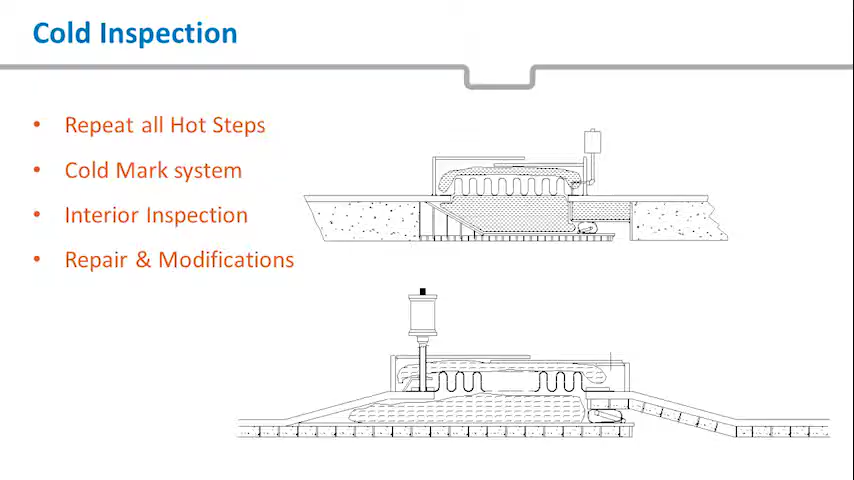 Cold Inspection
• Repeat all Hot Steps
• Cold Mark system
• Interior Inspection
• Repair & Modifications